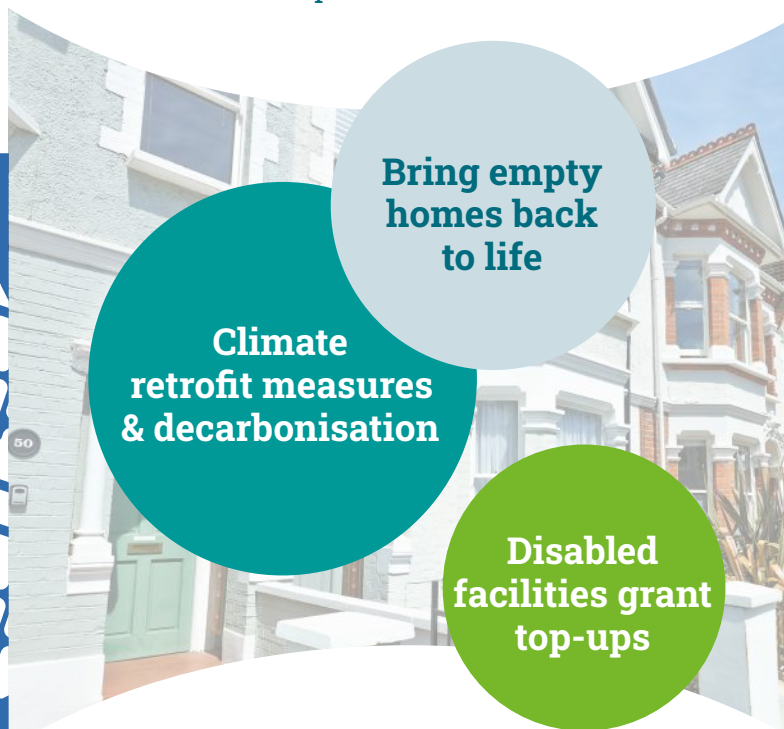 Bring empty
homes back
to life
Climate
retrofit measures
& decarbonisation
50
Disabled
facilities grant
top-ups